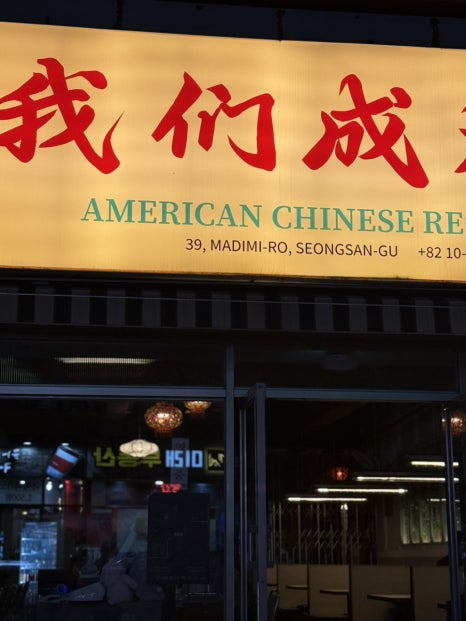 我们成
AMERICAN CHINESE RE
39, MADIMI-RO, SEONGSAN-GU +82 10-